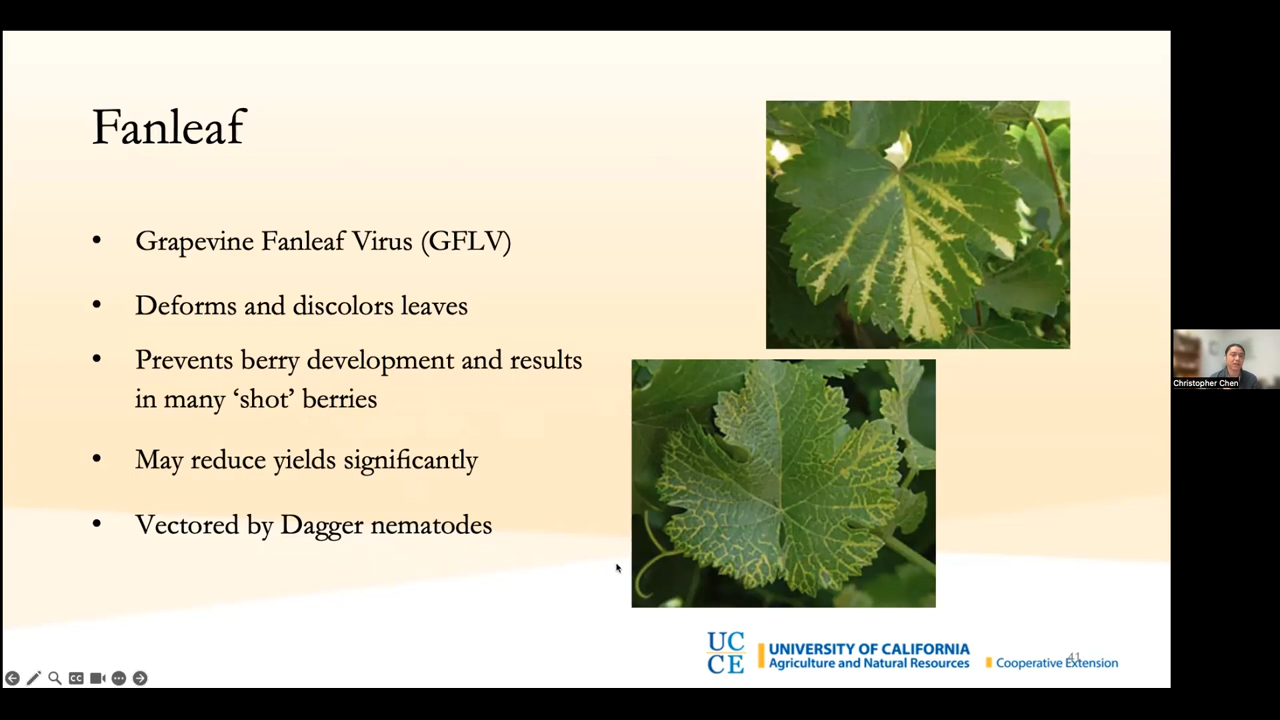 Fanleaf
• Grapevine Fanleaf Virus (GFLV)
• Deforms and discolors leaves
• Prevents berry development and results
in many ‘shot’ berries
• May reduce yields significantly
• Vectored by Dagger nematodes
Christopher Chen
UC
CE
UNIVERSITY OF CALIFORNIA
Agriculture and Natural Resources
Cooperative Extension
41
CC